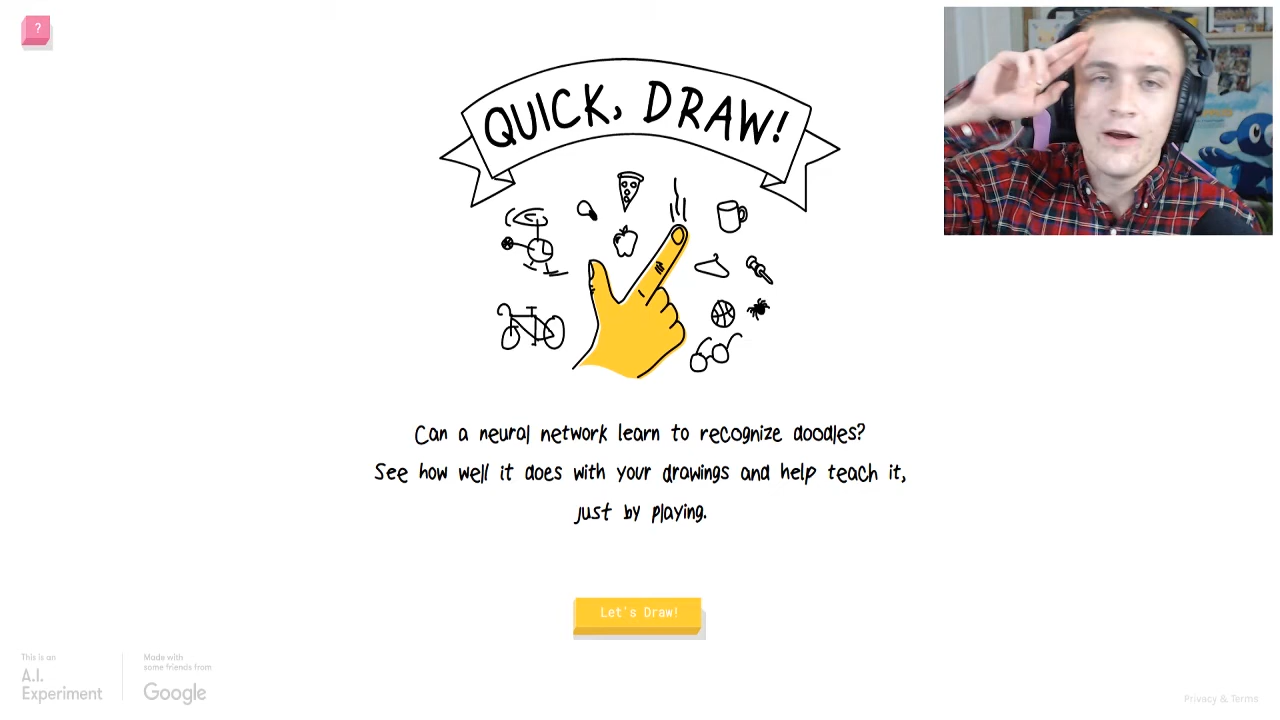 ?
QUICK, DRAW!
Can a neural network learn to recognize doodles?
See how well it does with your drawings and help teach it,
just by playing.
Let's Draw!
This is an
A.I.
Experiment
Made with
some friends from
Google
Privacy & Terms